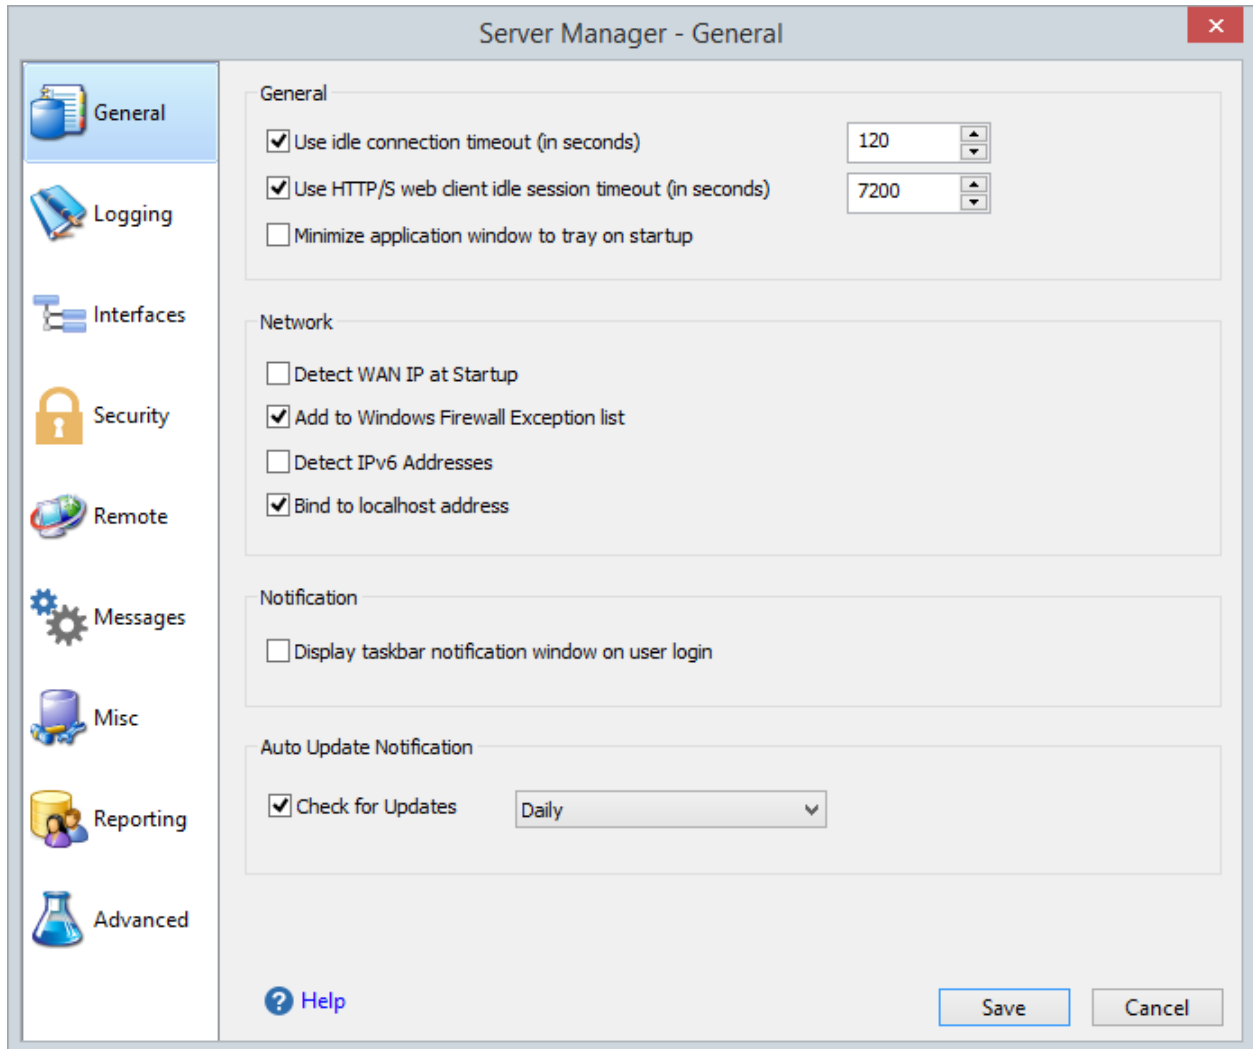 Server Manager - General
General
Logging
Interfaces
Security
Remote
Messages
Misc
Reporting
Advanced
General
Use idle connection timeout (in seconds) 120
Use HTTP/S web client idle session timeout (in seconds) 7200
Minimize application window to tray on startup
Network
Detect WAN IP at Startup
Add to Windows Firewall Exception list
Detect IPv6 Addresses
Bind to localhost address
Notification
Display taskbar notification window on user login
Auto Update Notification
Check for Updates Daily
? Help
Save Cancel